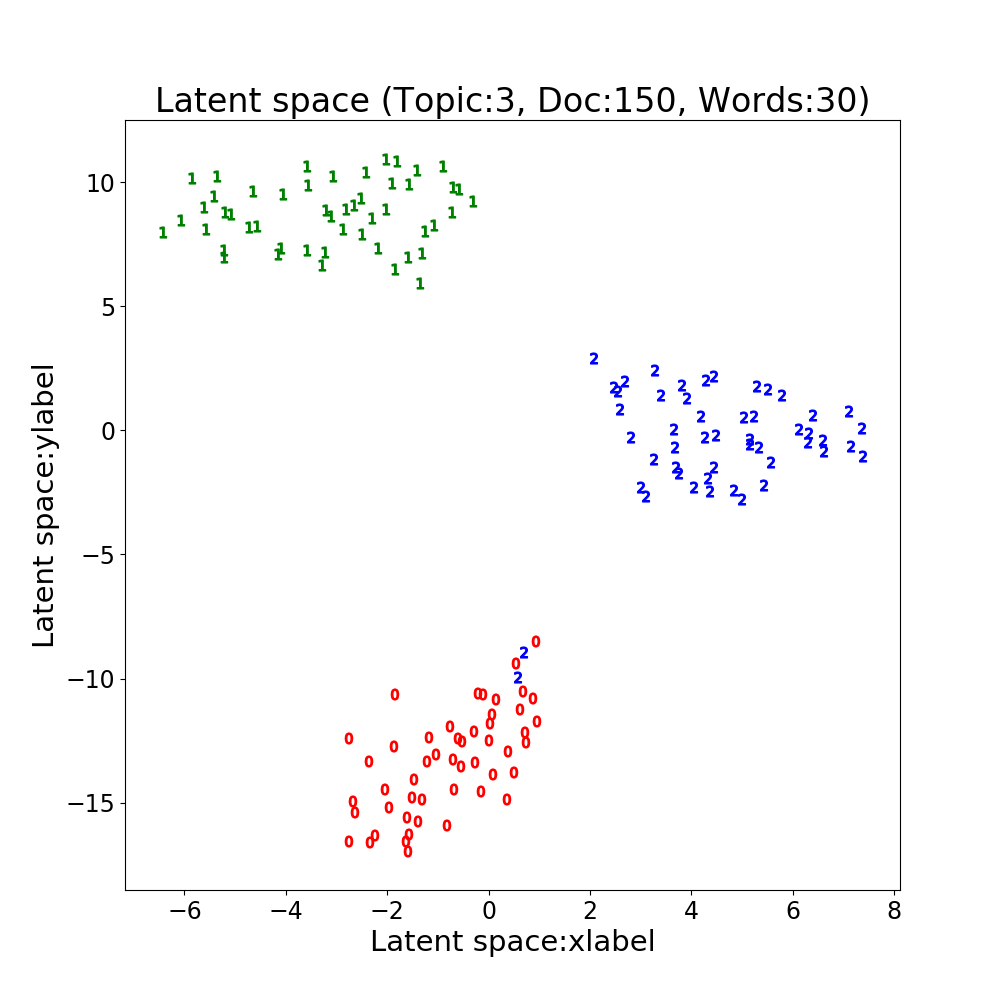 Latent space (Topic:3, Doc:150, Words:30)
10
5
0
−5
−10
−15
Latent space:ylabel
−6 −4 −2 0 2 4 6 8
Latent space:xlabel